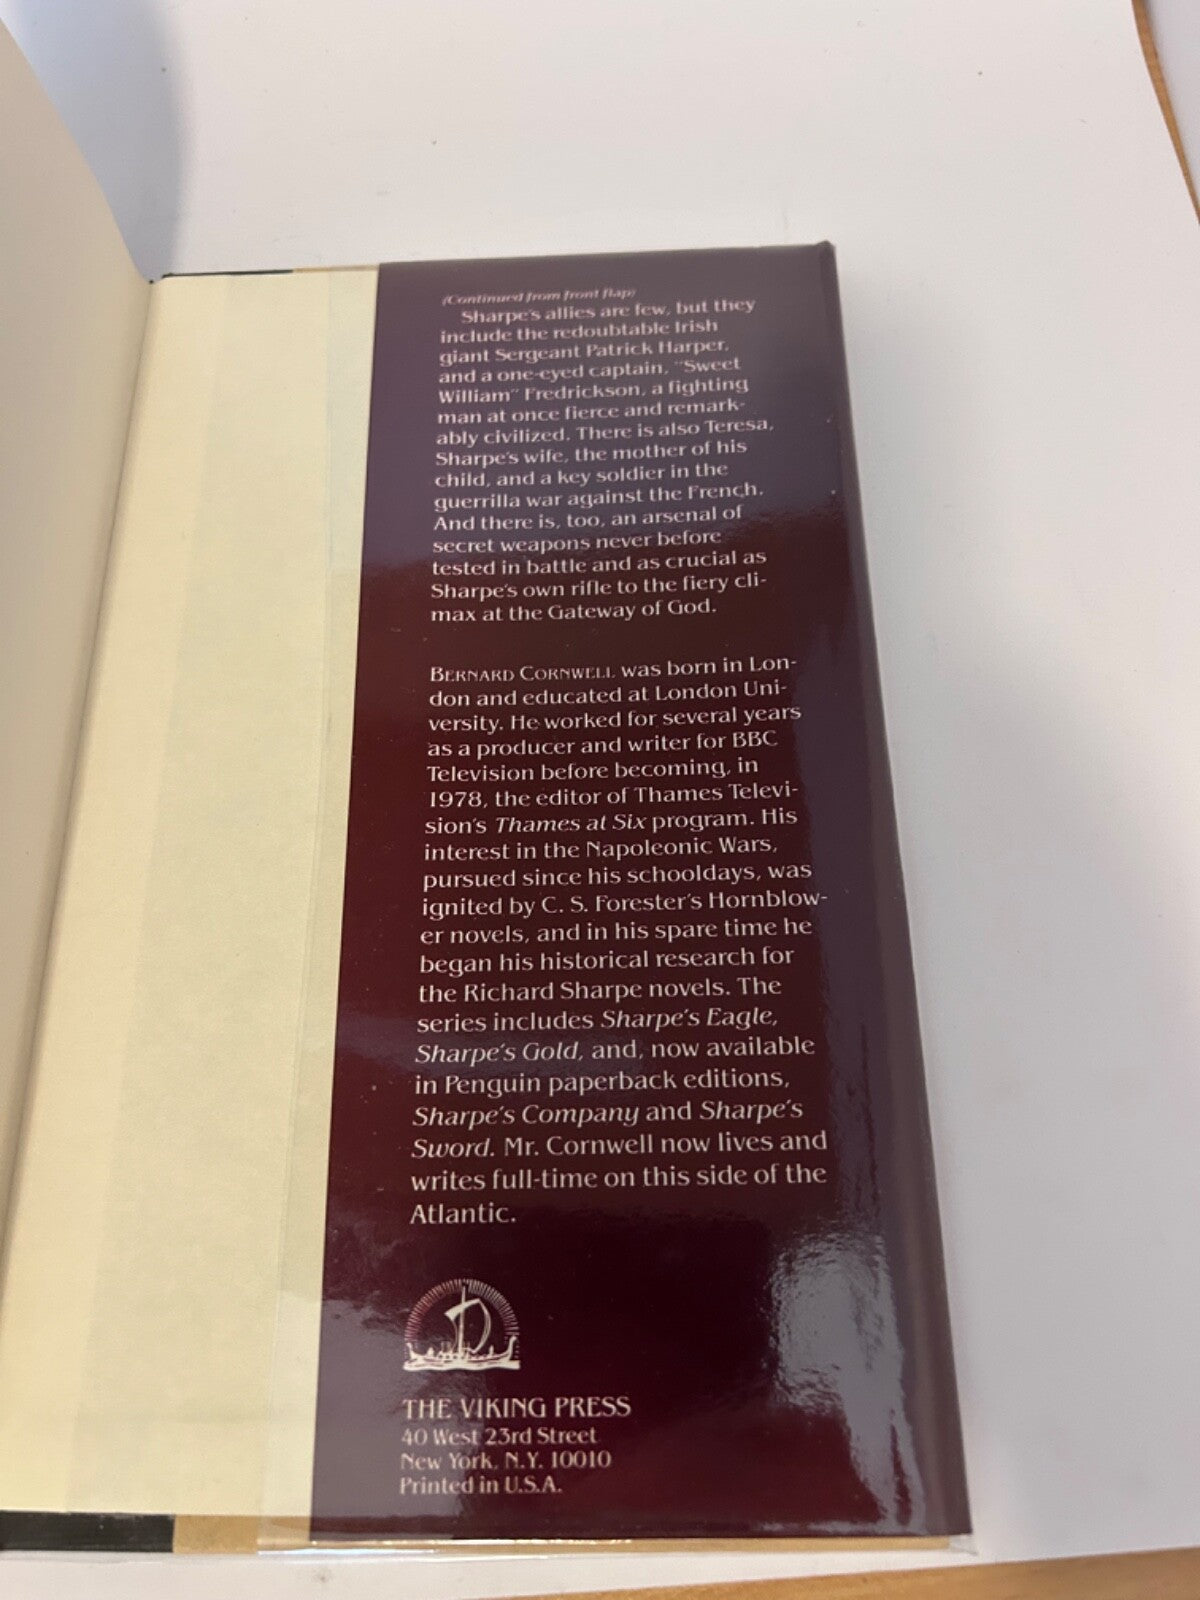 (Continued from front flap)
Sharpe's allies are few, but they
include the redoubtable Irish
giant Sergeant Patrick Harper,
and a one-eyed captain, "Sweet
William" Fredrickson, a fighting
man at once fierce and remark-
ably civilized. There is also Teresa,
Sharpe's wife, the mother of his
child, and a key soldier in the
guerrilla war against the French.
And there is, too, an arsenal of
secret weapons never before
tested in battle and as crucial as
Sharpe's own rifle to the fiery cli-
max at the Gateway of God.
BERNARD CORNWELL was born in Lon-
don and educated at London Uni-
versity. He worked for several years
as a producer and writer for BBC
Television before becoming, in
1978, the editor of Thames Televi-
sion's Thames at Six program. His
interest in the Napoleonic Wars,
pursued since his schooldays, was
ignited by C. S. Forester's Hornblow-
er novels, and in his spare time he
began his historical research for
the Richard Sharpe novels. The
series includes Sharpe's Eagle,
Sharpe's Gold, and, now available
in Penguin paperback editions,
Sharpe's Company and Sharpe's
Sword. Mr. Cornwell now lives and
writes full-time on this side of the
Atlantic.
THE VIKING PRESS
40 West 23rd Street
New York, N.Y. 10010
Printed in U.S.A.